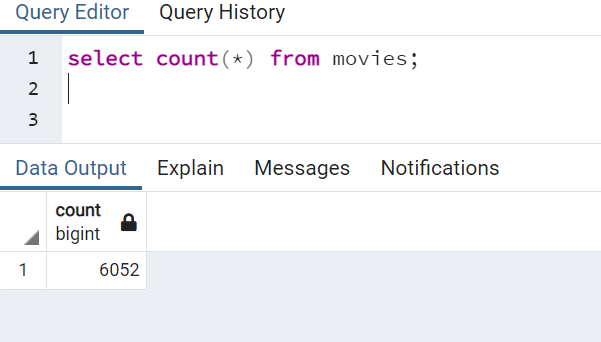 Query Editor Query History
1 select count(*) from movies;
2
3
Data Output Explain Messages Notifications
count
bigint
1 6052